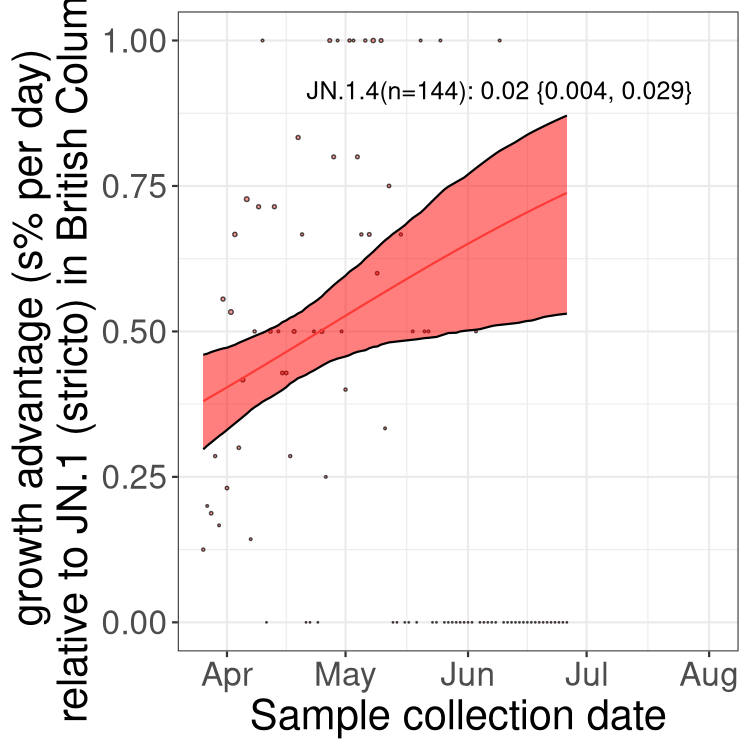 growth advantage (s% per day)
relative to JN.1 (stricto) in British Colum
1.00
0.75
0.50
0.25
0.00
JN.1.4(n=144): 0.02 {0.004, 0.029}
Apr May Jun Jul Aug
Sample collection date